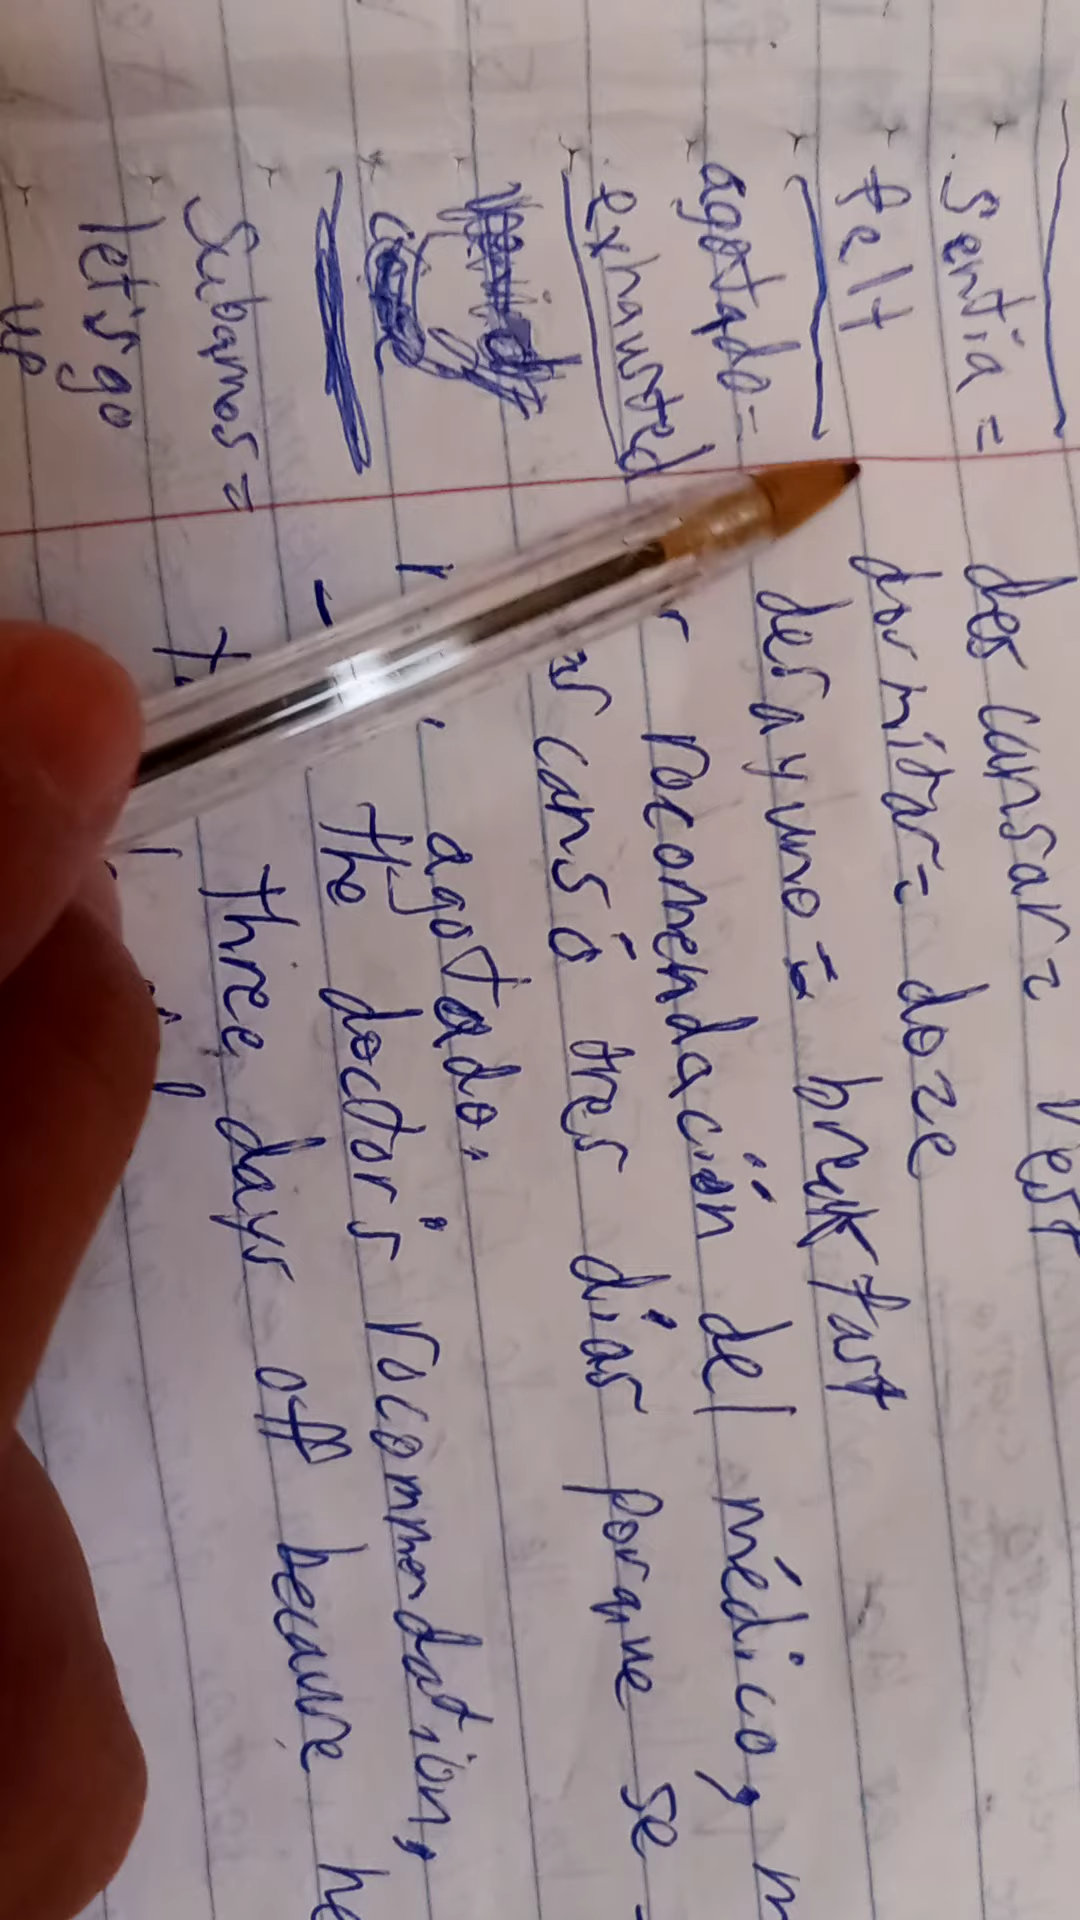 sentía =
felt
agotado=
exhausted
Subamos=
let's go
up
descansar= rest
dormitar= doze
desayuno= breakfast
recomendación del médico,
cansó tres días porque se
agotado.
the doctor's recommendation,
three days off because he